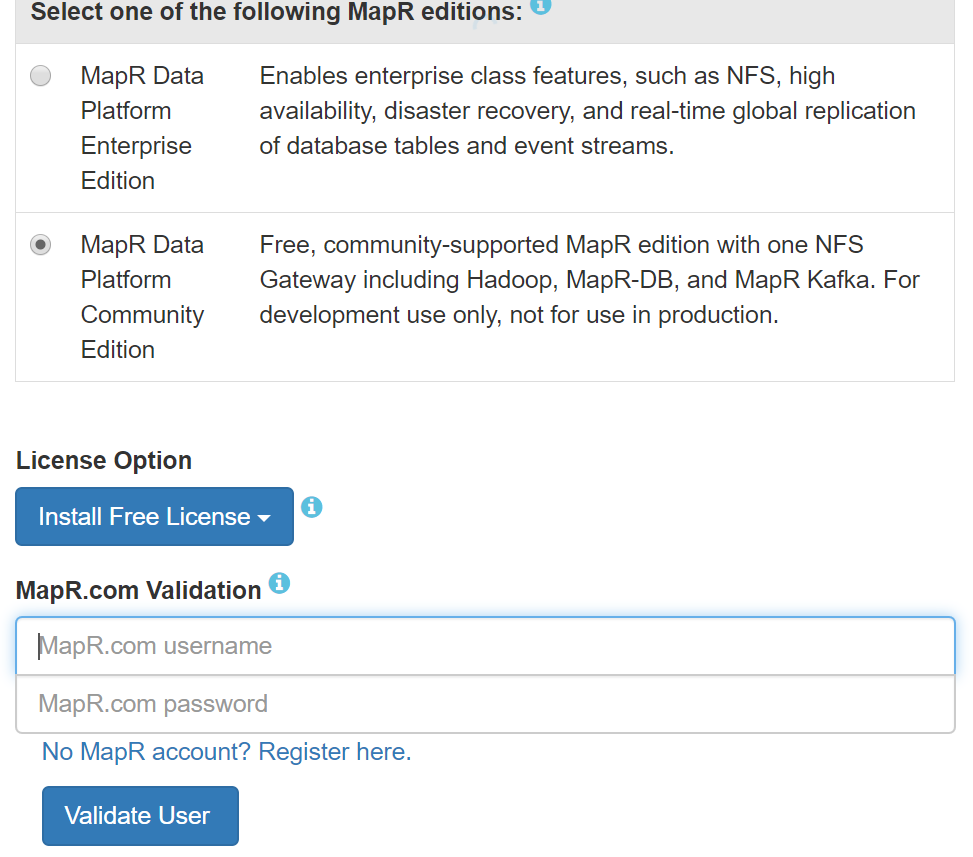 Select one of the following MapR editions:
MapR Data
Platform
Enterprise
Edition
Enables enterprise class features, such as NFS, high
availability, disaster recovery, and real-time global replication
of database tables and event streams.
MapR Data
Platform
Community
Edition
Free, community-supported MapR edition with one NFS
Gateway including Hadoop, MapR-DB, and MapR Kafka. For
development use only, not for use in production.
License Option
Install Free License
MapR.com Validation
MapR.com username
MapR.com password
No MapR account? Register here.
Validate User